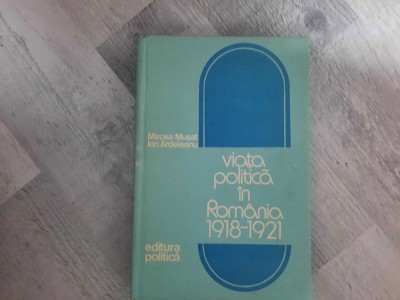 Mircea Mușat
Ion Ardeleanu
viața
politică
în
România
1918-1921
editura
politică